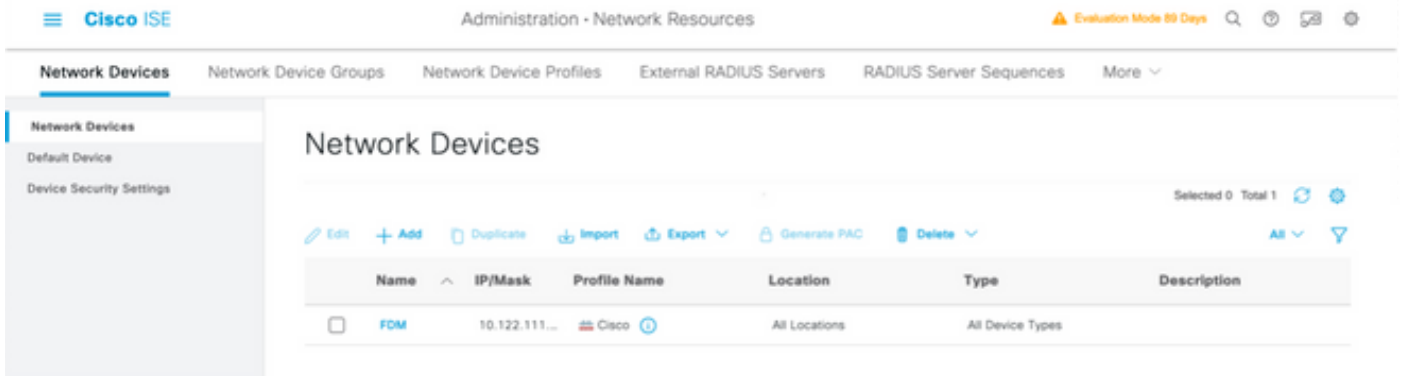 Cisco ISE
Administration · Network Resources
Evaluation Mode 89 Days
Network Devices Network Device Groups Network Device Profiles External RADIUS Servers RADIUS Server Sequences More
Network Devices
Default Device
Device Security Settings
Network Devices
Selected 0 Total 1
Edit Add Duplicate Import Export Generate PAC Delete All
Name IP/Mask Profile Name Location Type Description
FDM 10.122.111... Cisco All Locations All Device Types